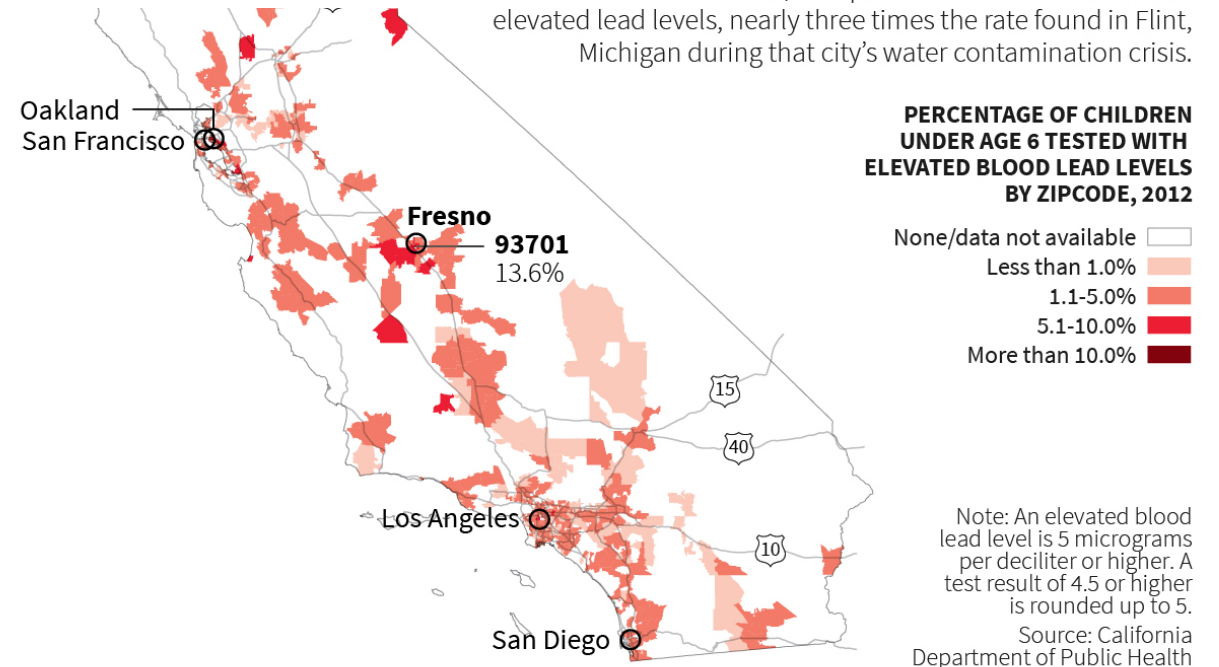 elevated lead levels, nearly three times the rate found in Flint,
Michigan during that city’s water contamination crisis.
PERCENTAGE OF CHILDREN
UNDER AGE 6 TESTED WITH
ELEVATED BLOOD LEAD LEVELS
BY ZIPCODE, 2012
None/data not available
Less than 1.0%
1.1-5.0%
5.1-10.0%
More than 10.0%
Oakland
San Francisco
Fresno
93701
13.6%
15
40
Los Angeles
10
San Diego
Note: An elevated blood
lead level is 5 micrograms
per deciliter or higher. A
test result of 4.5 or higher
is rounded up to 5.
Source: California
Department of Public Health